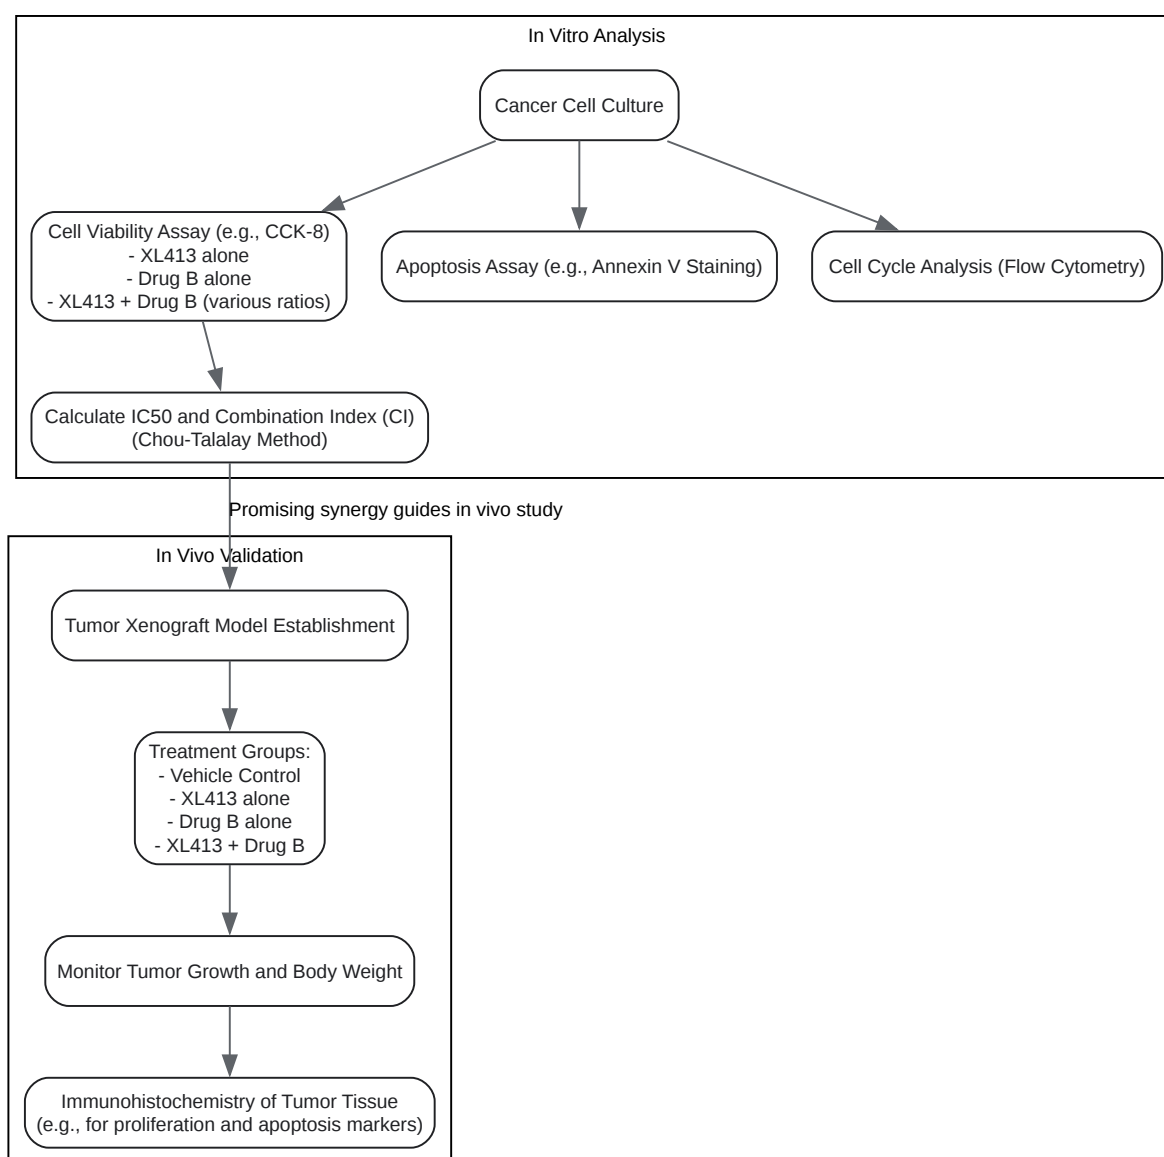 In Vitro Analysis
Cancer Cell Culture
Cell Viability Assay (e.g., CCK-8)
- XL413 alone
- Drug B alone
- XL413 + Drug B (various ratios)
Apoptosis Assay (e.g., Annexin V Staining)
Cell Cycle Analysis (Flow Cytometry)
Calculate IC50 and Combination Index (CI)
(Chou-Talalay Method)
Promising synergy guides in vivo study
In Vivo Validation
Tumor Xenograft Model Establishment
Treatment Groups:
- Vehicle Control
- XL413 alone
- Drug B alone
- XL413 + Drug B
Monitor Tumor Growth and Body Weight
Immunohistochemistry of Tumor Tissue
(e.g., for proliferation and apoptosis markers)